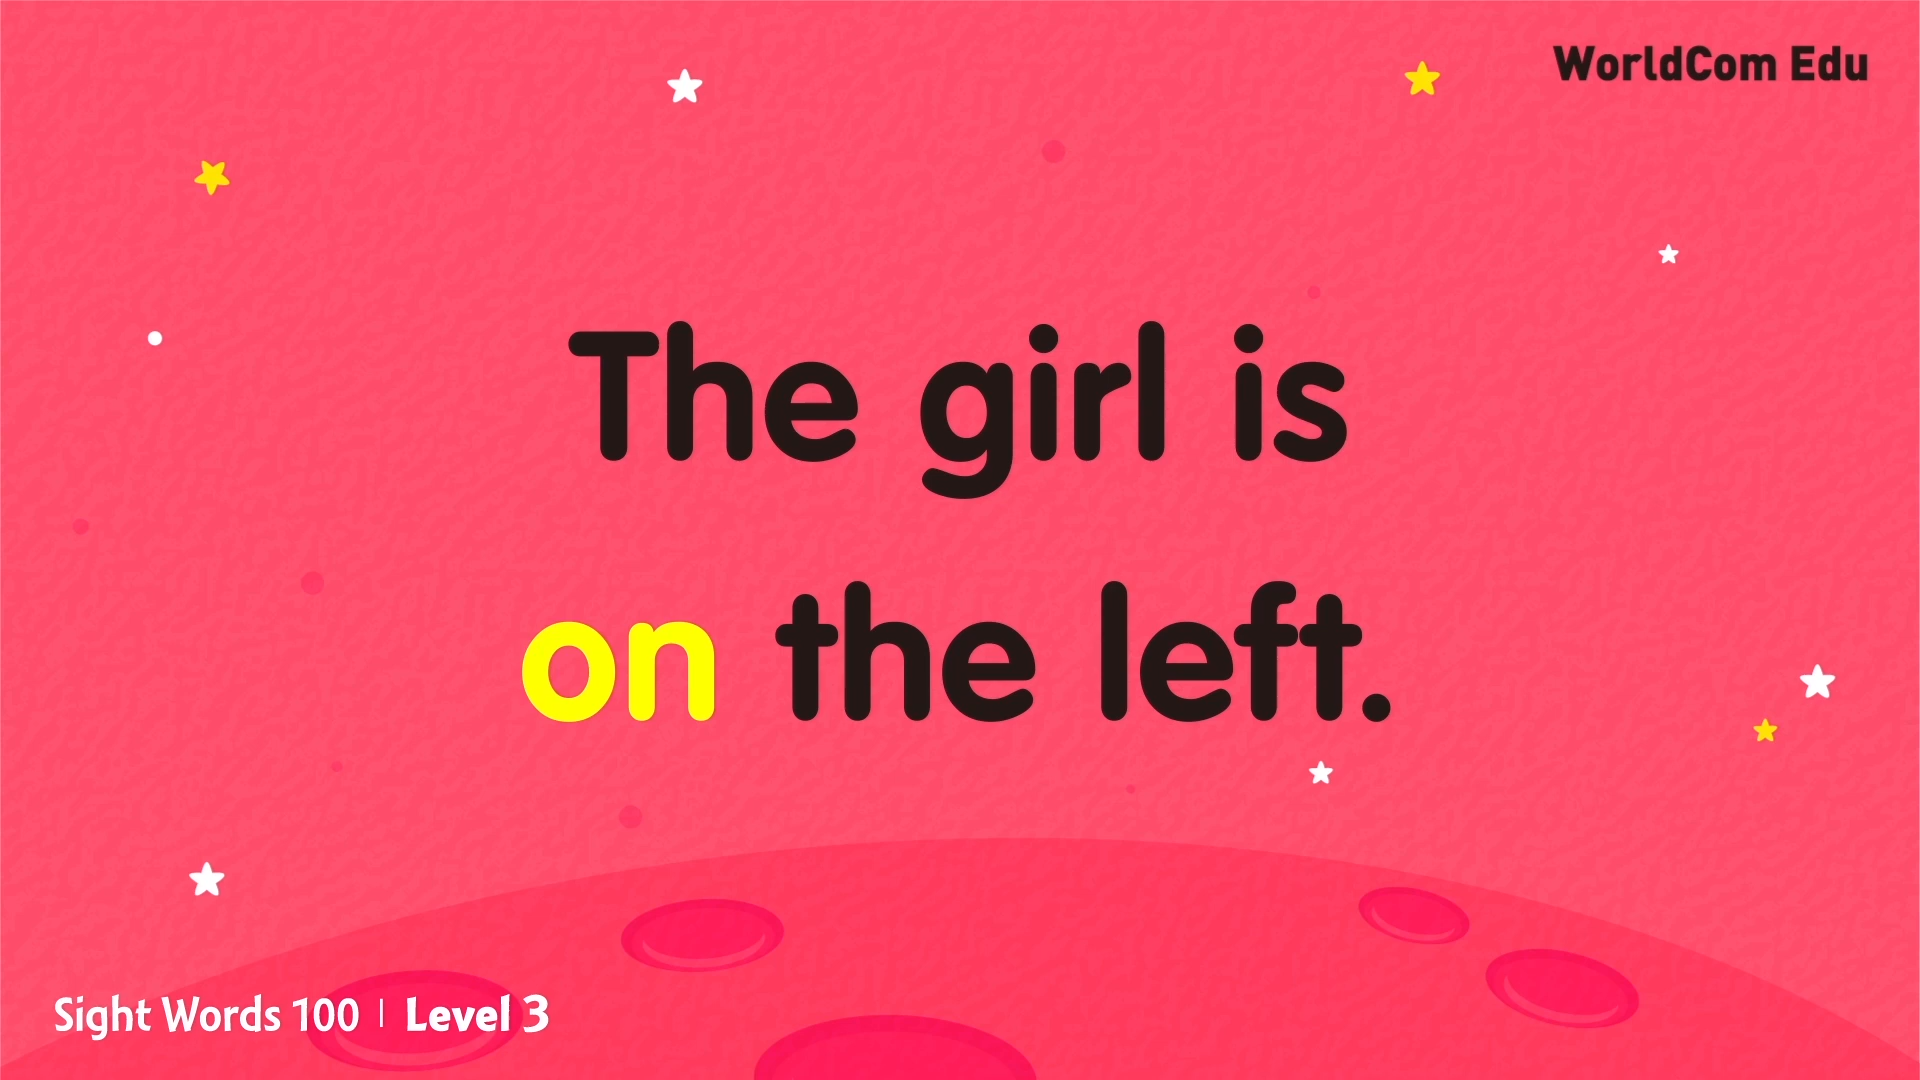 WorldCom Edu
The girl is
on the left.
Sight Words 100 | Level 3